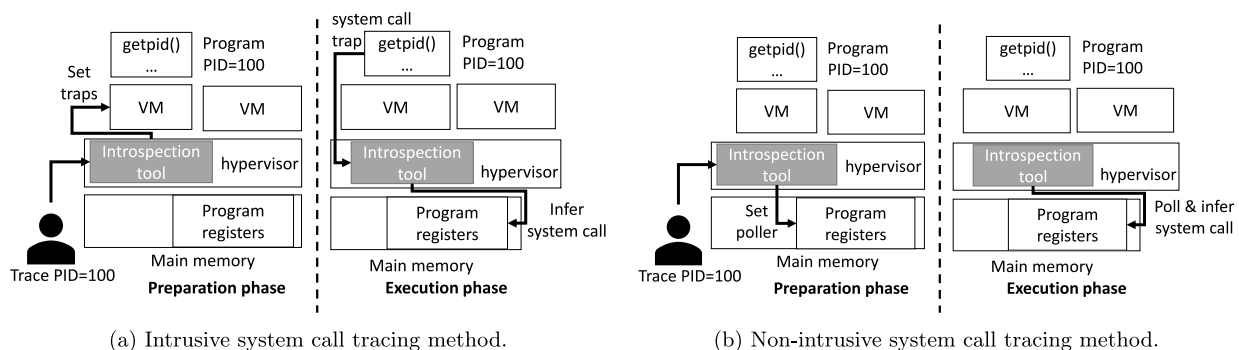 getpid()
...
Program
PID=100
Set
traps
VM
VM
Introspection
tool
hypervisor
Program
registers
Trace PID=100
Main memory
Preparation phase
system call
trap
getpid()
...
Program
PID=100
VM
VM
Introspection
tool
hypervisor
Program
registers
Infer
system call
Main memory
Execution phase
(a) Intrusive system call tracing method.
getpid()
...
Program
PID=100
VM
VM
Introspection
tool
hypervisor
Set
poller
Program
registers
Trace PID=100
Main memory
Preparation phase
getpid()
...
Program
PID=100
VM
VM
Introspection
tool
hypervisor
Program
registers
Poll & infer
system call
Main memory
Execution phase
(b) Non-intrusive system call tracing method.